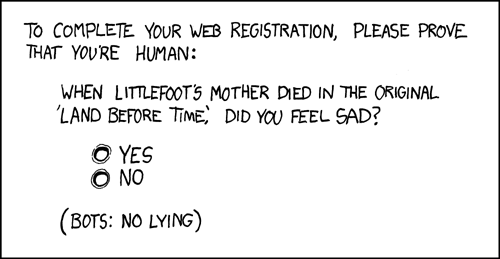 TO COMPLETE YOUR WEB REGISTRATION, PLEASE PROVE
THAT YOU'RE HUMAN:
WHEN LITTLEFOOT'S MOTHER DIED IN THE ORIGINAL
'LAND BEFORE TIME,' DID YOU FEEL SAD?
YES
NO
(BOTS: NO LYING)